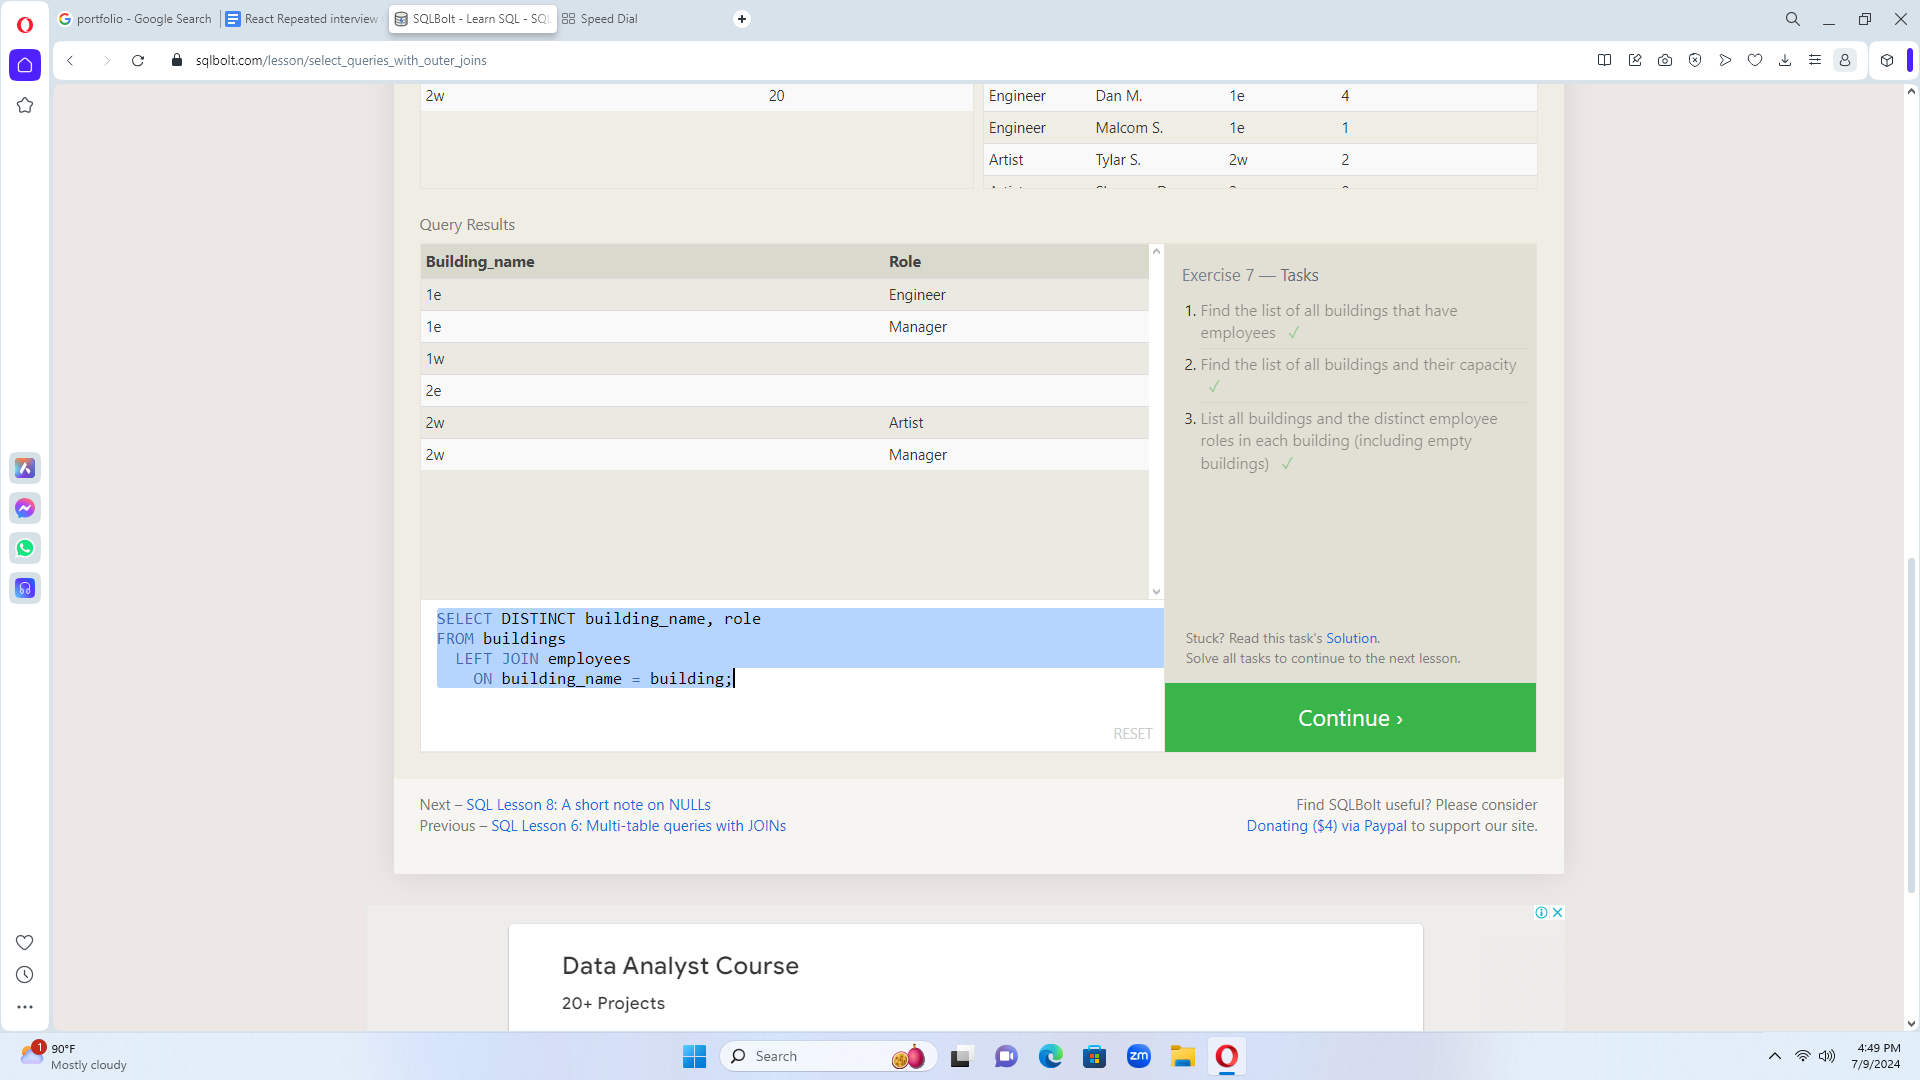 portfolio - Google Search
React Repeated interview
SQLBolt - Learn SQL - SQL
Speed Dial
sqlbolt.com/lesson/select_queries_with_outer_joins
2w 20
Engineer Dan M. 1e 4
Engineer Malcom S. 1e 1
Artist Tylar S. 2w 2
Query Results
Building_name Role
1e Engineer
1e Manager
1w
2e
2w Artist
2w Manager
Exercise 7 — Tasks
1. Find the list of all buildings that have
employees ✓
2. Find the list of all buildings and their capacity
✓
3. List all buildings and the distinct employee
roles in each building (including empty
buildings) ✓
SELECT DISTINCT building_name, role
FROM buildings
LEFT JOIN employees
ON building_name = building;
RESET
Stuck? Read this task's Solution.
Solve all tasks to continue to the next lesson.
Continue ›
Next – SQL Lesson 8: A short note on NULLs
Previous – SQL Lesson 6: Multi-table queries with JOINs
Find SQLBolt useful? Please consider
Donating ($4) via Paypal to support our site.
Data Analyst Course
20+ Projects
1
90°F
Mostly cloudy
Search
zm
4:49 PM
7/9/2024